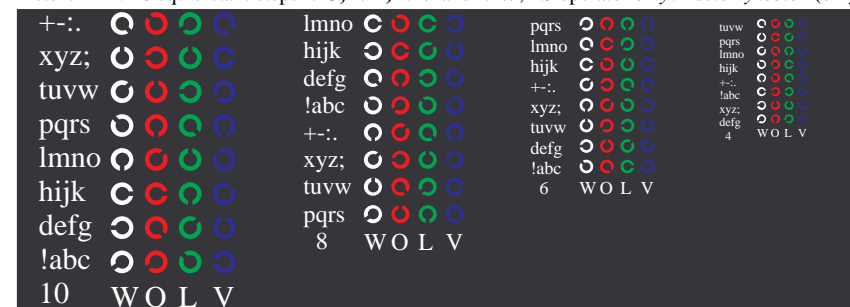 +-:.
xyz;
tuvw
pqrs
lmno
hijk
defg
!abc
10 W O L V
lmno
hijk
defg
!abc
+-:.
xyz;
tuvw
pqrs
8 W O L V
pqrs
lmno
hijk
+-:.
xyz;
tuvw
defg
!abc
6 W O L V
tuvw
pqrs
lmno
hijk
+-:.
!abc
xyz;
defg
4 W O L V